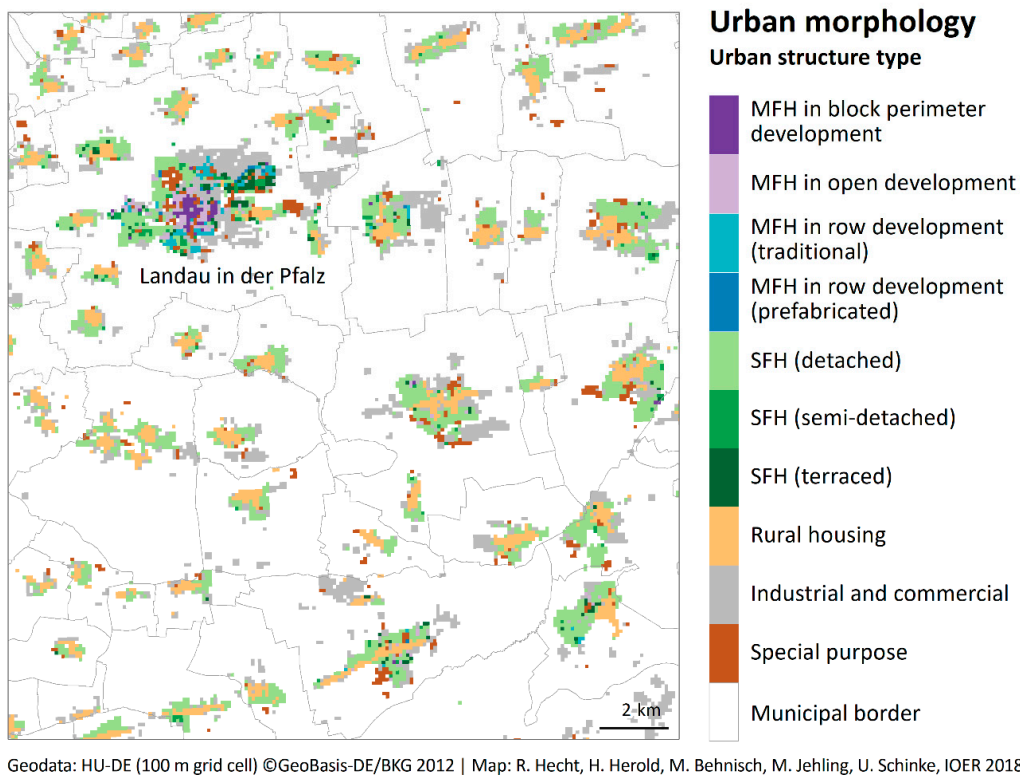 Urban morphology
Urban structure type
MFH in block perimeter
development
MFH in open development
MFH in row development
(traditional)
MFH in row development
(prefabricated)
SFH (detached)
SFH (semi-detached)
SFH (terraced)
Rural housing
Industrial and commercial
Special purpose
Municipal border
Landau in der Pfalz
2 km
Geodata: HU-DE (100 m grid cell) ©GeoBasis-DE/BKG 2012 | Map: R. Hecht, H. Herold, M. Behnisch, M. Jehling, U. Schinke, IOER 2018